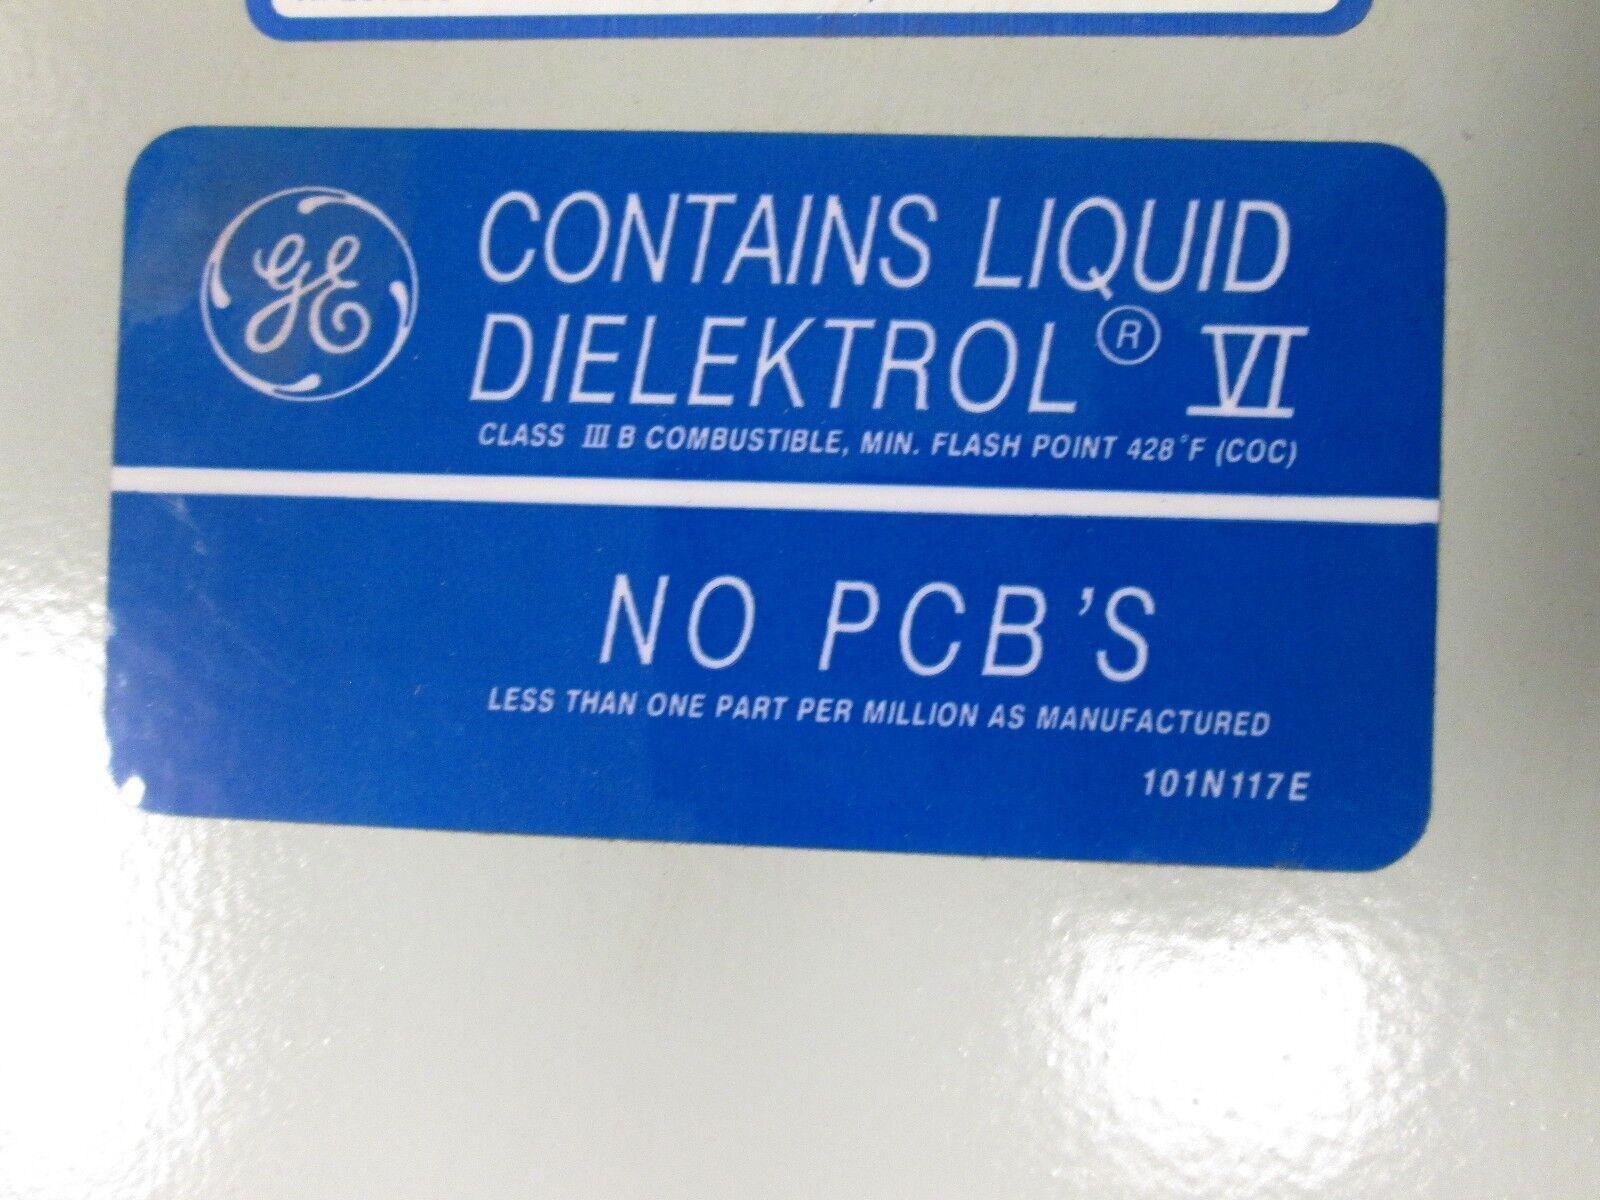 GE
CONTAINS LIQUID
DIELEKTROL® VI
CLASS III B COMBUSTIBLE, MIN. FLASH POINT 428°F (COC)
NO PCB'S
LESS THAN ONE PART PER MILLION AS MANUFACTURED
101N117E